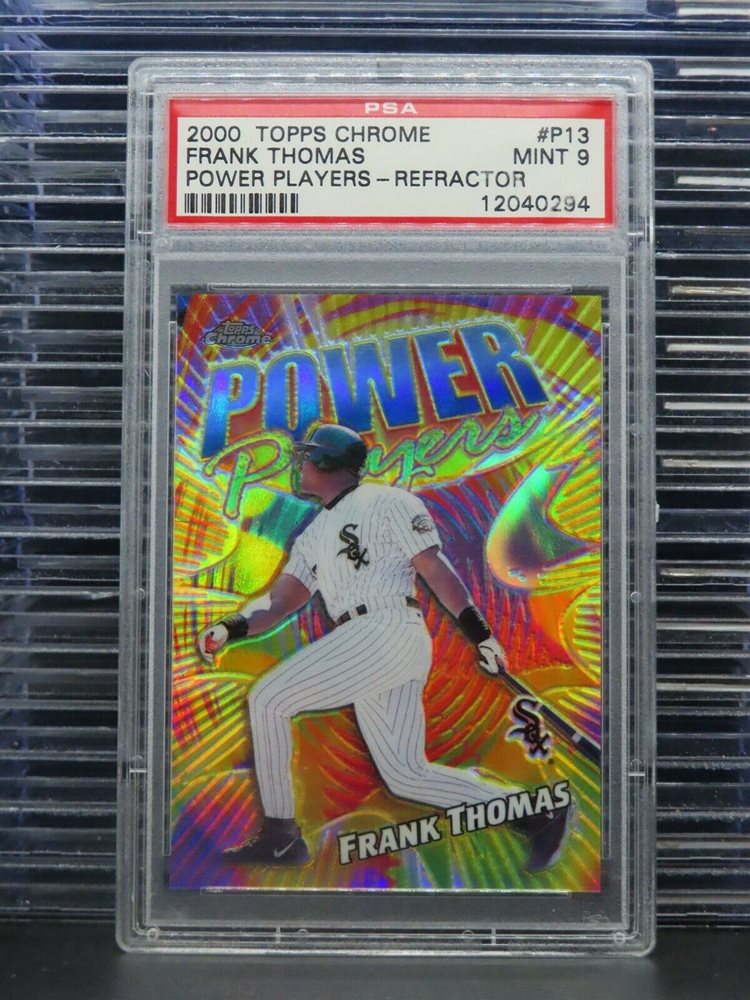 PSA
2000 TOPPS CHROME #P13
FRANK THOMAS MINT 9
POWER PLAYERS – REFRACTOR
12040294
TOPPS
Chrome
POWER
Players
Sox
Sox
®
FRANK THOMAS